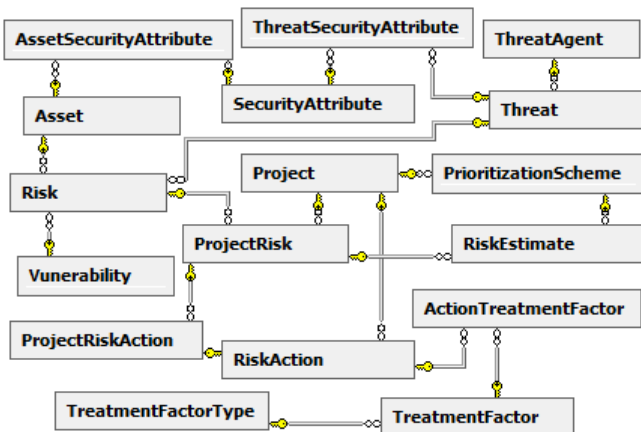 AssetSecurityAttribute
ThreatSecurityAttribute
ThreatAgent
Asset
SecurityAttribute
Threat
Risk
Project
PrioritizationScheme
ProjectRisk
RiskEstimate
Vunerability
ActionTreatmentFactor
ProjectRiskAction
RiskAction
TreatmentFactorType
TreatmentFactor